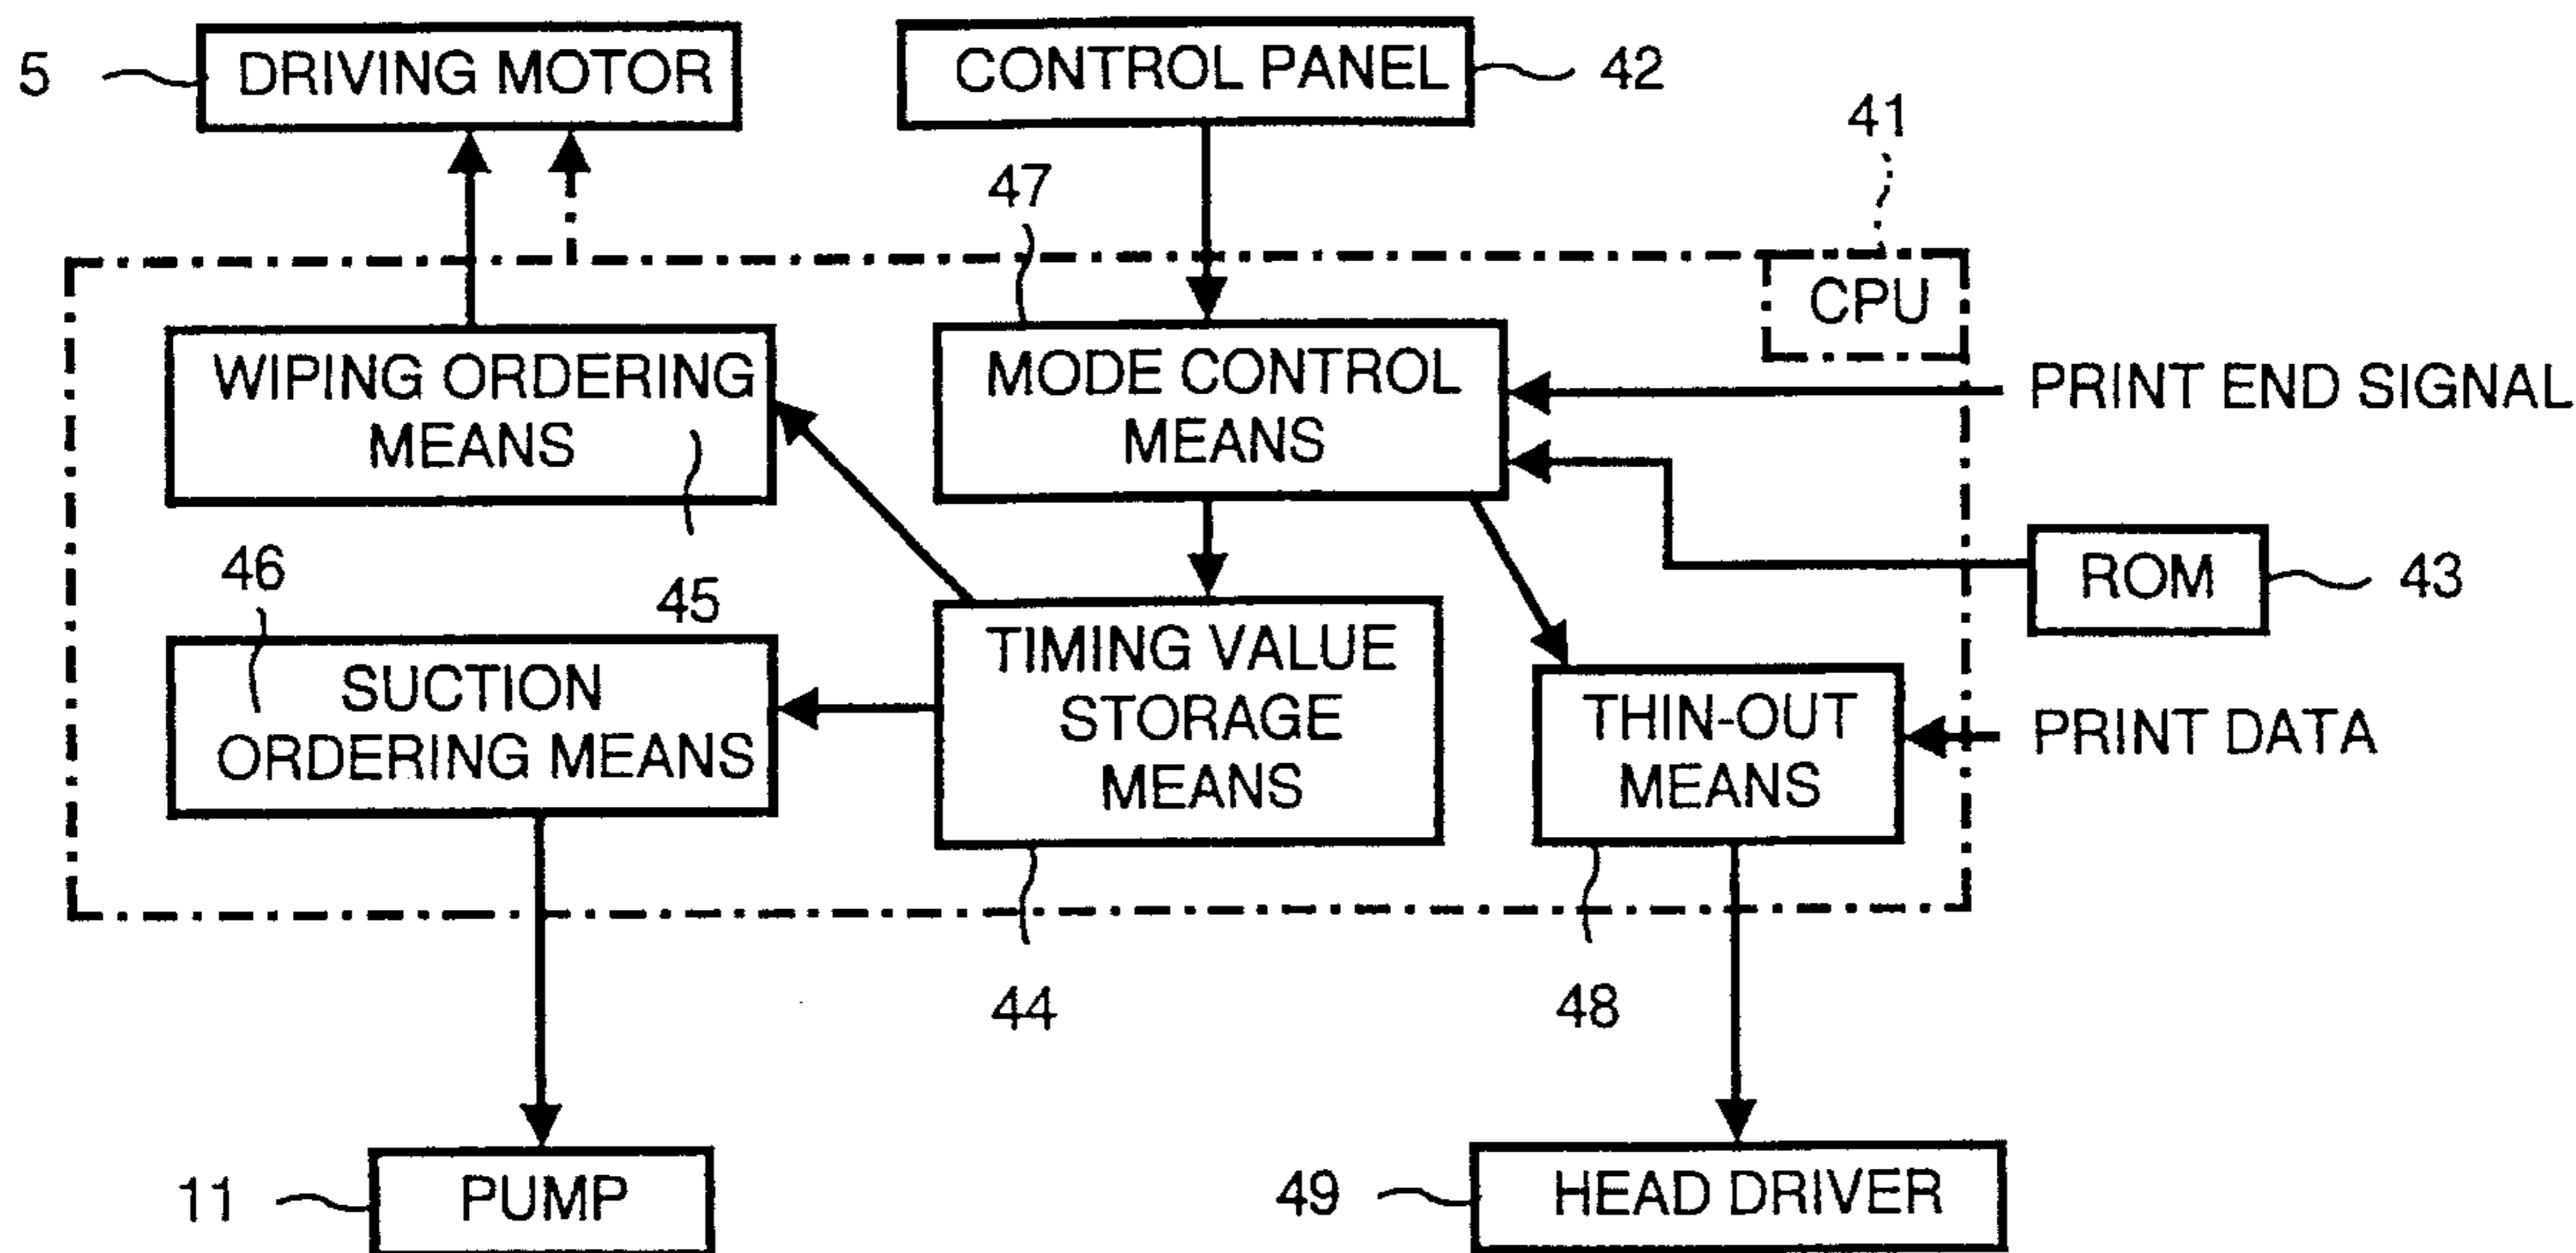 5 DRIVING MOTOR
CONTROL PANEL 42
41
47
CPU
WIPING ORDERING
MEANS
MODE CONTROL
MEANS
PRINT END SIGNAL
46
45
ROM 43
SUCTION
ORDERING MEANS
TIMING VALUE
STORAGE
MEANS
THIN-OUT
MEANS
PRINT DATA
44
48
11 PUMP
49 HEAD DRIVER